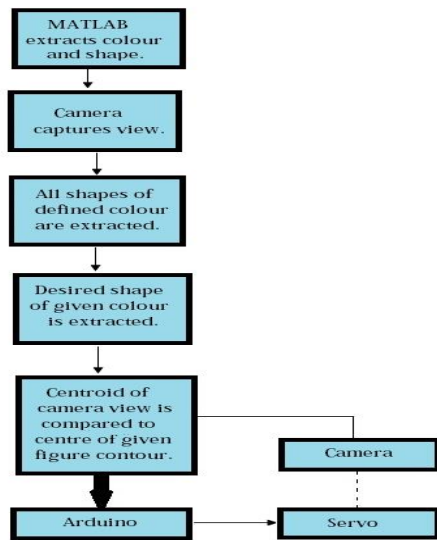 MATLAB
extracts colour
and shape.
Camera
captures view.
All shapes of
defined colour
are extracted.
Desired shape
of given colour
is extracted.
Centroid of
camera view is
compared to
centre of given
figure contour.
Camera
Arduino
Servo